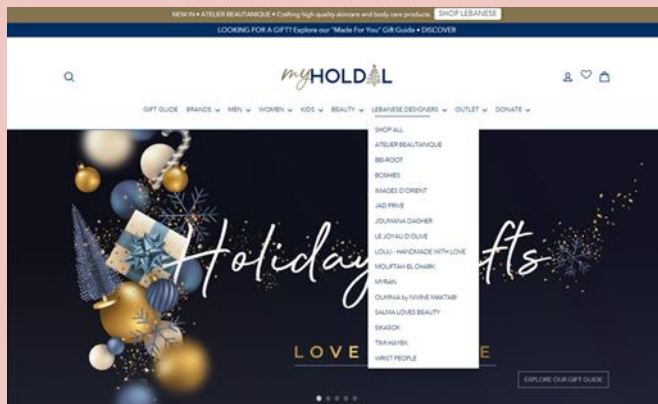 NEW IN • ATELIER BEAUTANIQUE • Crafting high-quality skincare and body care products. SHOP LEBANESE
LOOKING FOR A GIFT? Explore our "Made For You" Gift Guide • DISCOVER
myHOLDAL
GIFT GUIDE BRANDS MEN WOMEN KIDS BEAUTY LEBANESE DESIGNERS OUTLET DONATE
SHOP ALL
ATELIER BEAUTANIQUE
BEI-ROOT
BOSHIES
IMAGES D'ORIENT
JAD PRIVE
JOUMANA DAGHER
LE JOYAU D'OLIVE
LOULI - HANDMADE WITH LOVE
MOUFTAH EL CHARK
MYRAN
OUMNIA by NIVINE MAKTABI
SALMA LOVES BEAUTY
SIKASOK
TIMI HAYEK
WRIST PEOPLE
Holiday fts
LOVE E
EXPLORE OUR GIFT GUIDE